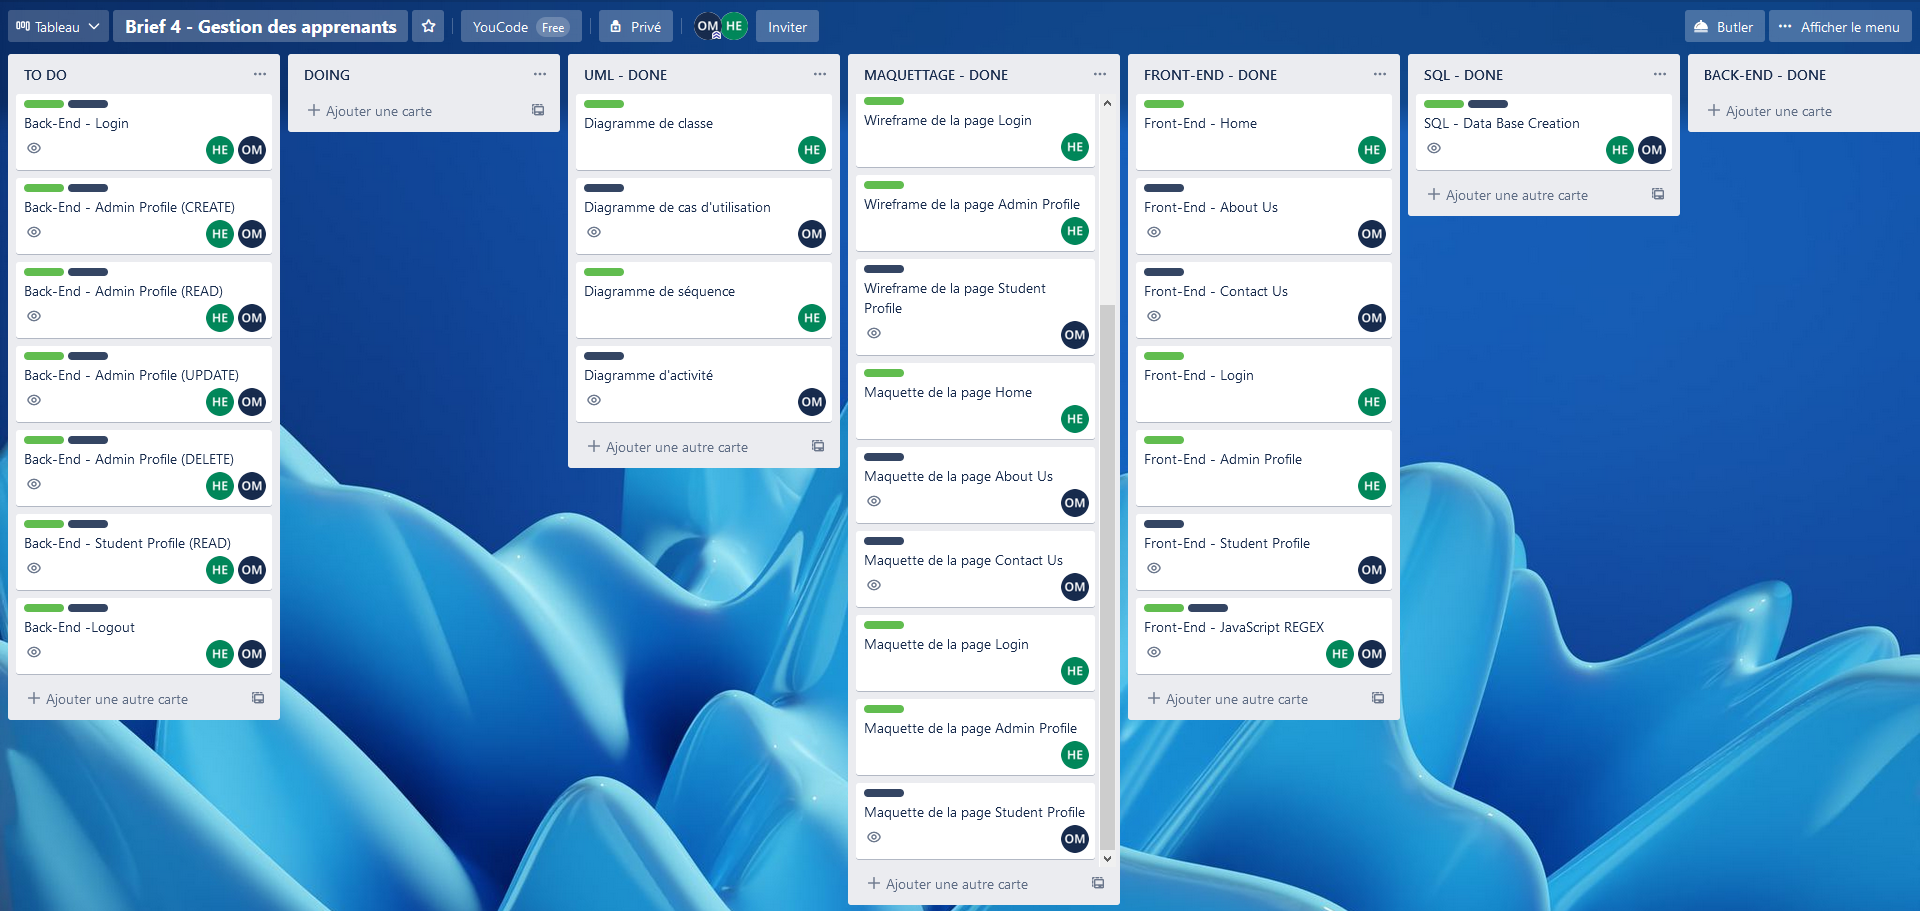 Tableau
Brief 4 - Gestion des apprenants
YouCode Free
Privé
OM HE
Inviter
Butler
Afficher le menu
TO DO
Back-End - Login
HE OM
Back-End - Admin Profile (CREATE)
HE OM
Back-End - Admin Profile (READ)
HE OM
Back-End - Admin Profile (UPDATE)
HE OM
Back-End - Admin Profile (DELETE)
HE OM
Back-End - Student Profile (READ)
HE OM
Back-End -Logout
HE OM
Ajouter une autre carte
DOING
Ajouter une carte
UML - DONE
Diagramme de classe
HE
Diagramme de cas d'utilisation
OM
Diagramme de séquence
HE
Diagramme d'activité
OM
Ajouter une autre carte
MAQUETTAGE - DONE
Wireframe de la page Login
HE
Wireframe de la page Admin Profile
HE
Wireframe de la page Student
Profile
OM
Maquette de la page Home
HE
Maquette de la page About Us
OM
Maquette de la page Contact Us
OM
Maquette de la page Login
HE
Maquette de la page Admin Profile
HE
Maquette de la page Student Profile
OM
Ajouter une autre carte
FRONT-END - DONE
Front-End - Home
HE
Front-End - About Us
OM
Front-End - Contact Us
OM
Front-End - Login
HE
Front-End - Admin Profile
HE
Front-End - Student Profile
OM
Front-End - JavaScript REGEX
HE OM
Ajouter une autre carte
SQL - DONE
SQL - Data Base Creation
HE OM
Ajouter une autre carte
BACK-END - DONE
Ajouter une carte